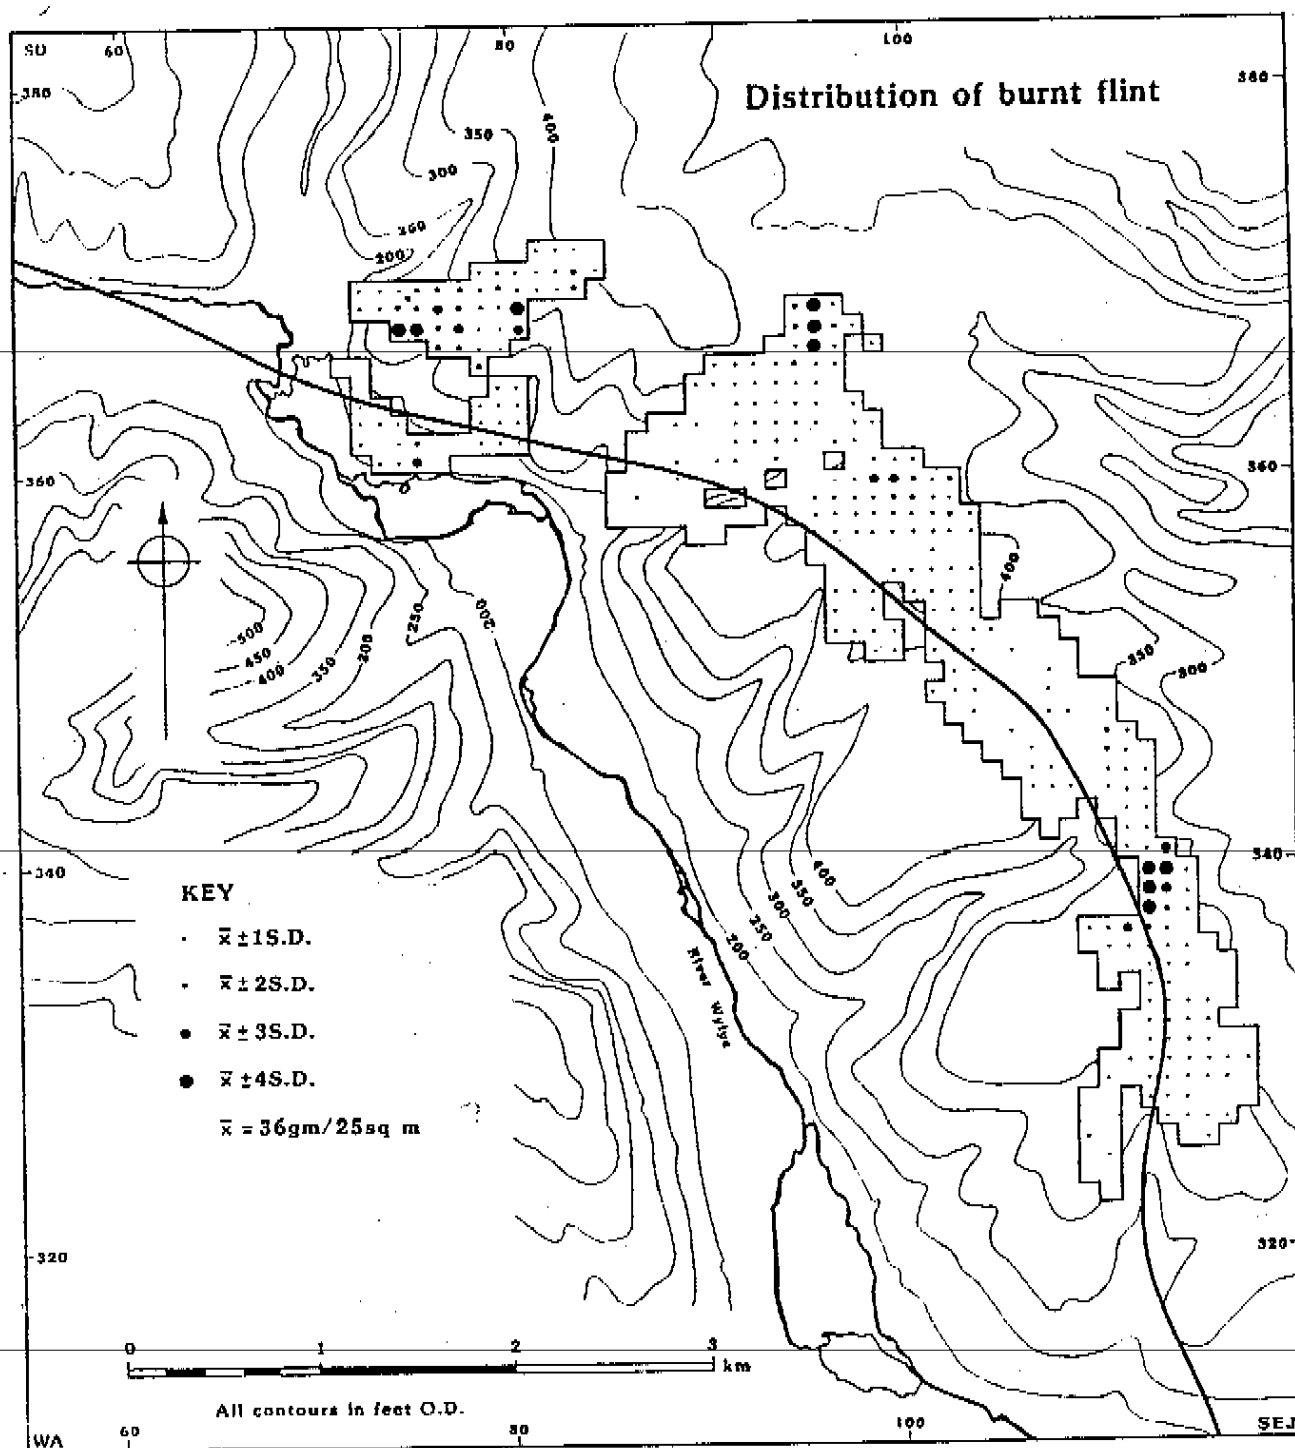 SU 60 80 100
380 380
Distribution of burnt flint
400
350
300
250
200
360 360
400
500
450
400
350
200
250
200
350
300
340 340
400
350
300
250
200
River Wylye
KEY
x̄ ±1S.D.
x̄ ±2S.D.
x̄ ±3S.D.
x̄ ±4S.D.
x̄ = 36gm/25sq m
320 320
0 1 2 3 km
All contours in feet O.D.
WA 60 80 100 SEJ